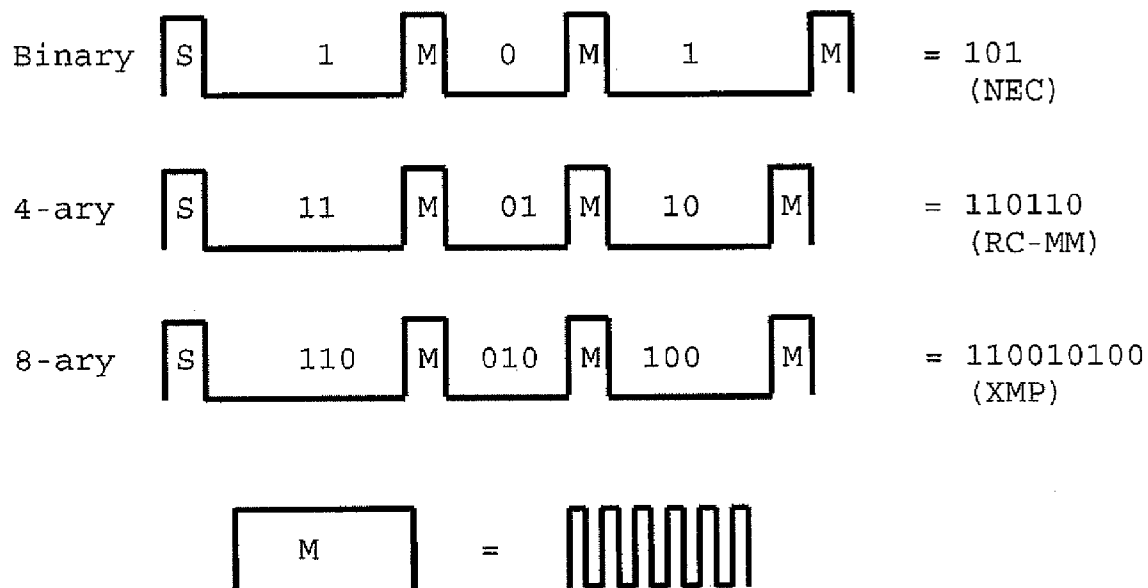 Binary S 1 M 0 M 1 M = 101
(NEC)
4-ary S 11 M 01 M 10 M = 110110
(RC-MM)
8-ary S 110 M 010 M 100 M = 110010100
(XMP)
M =